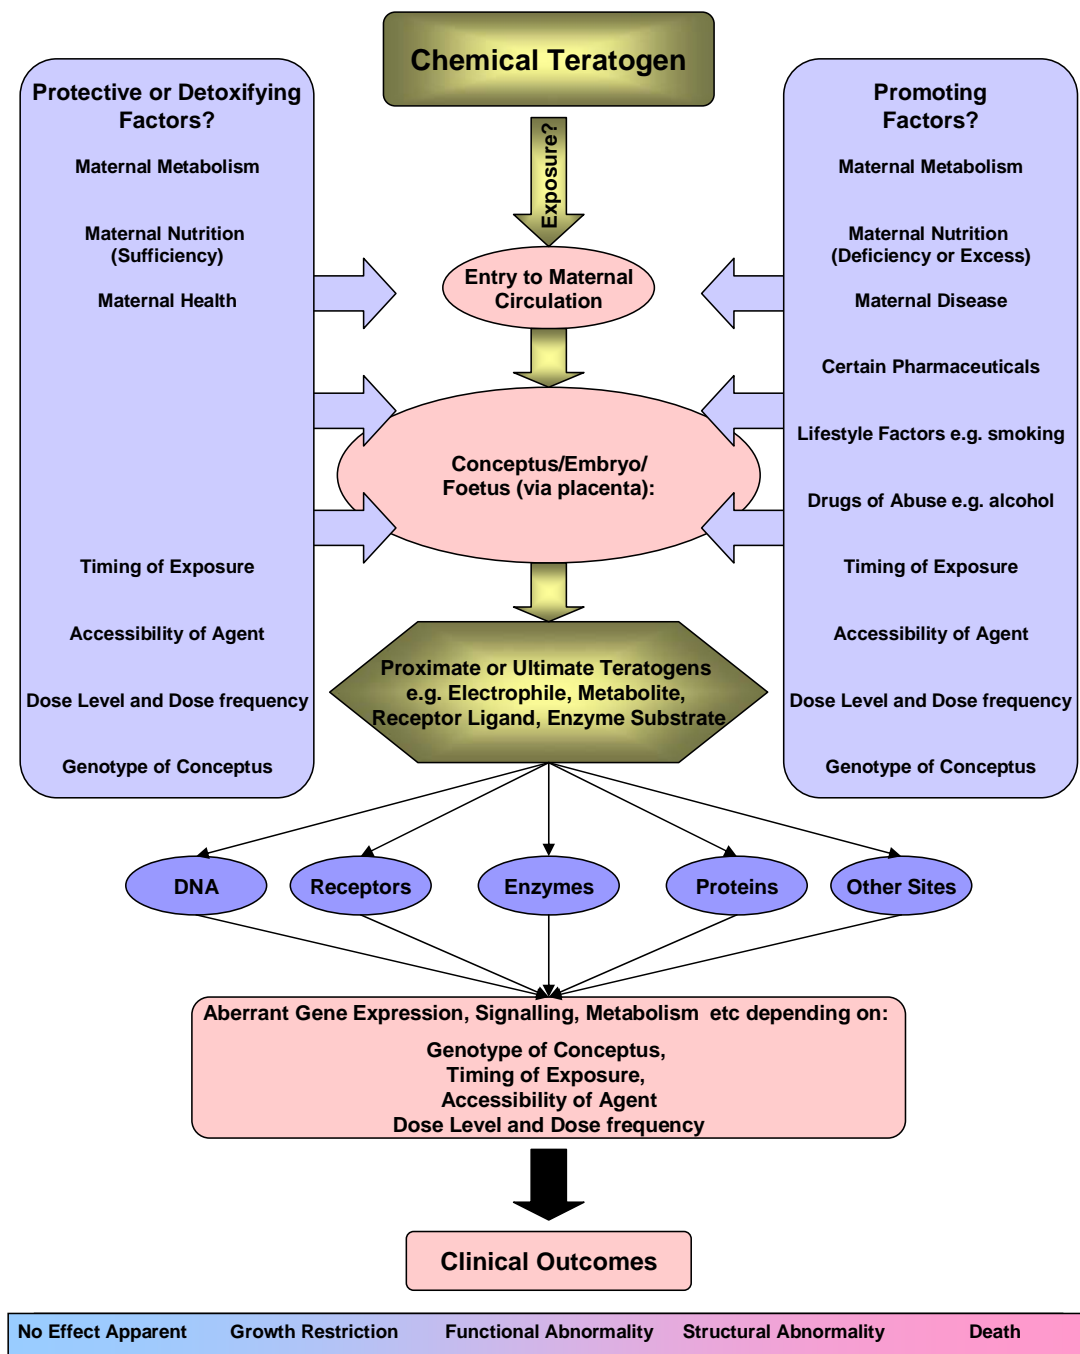 Chemical Teratogen
Protective or Detoxifying
Factors?
Maternal Metabolism
Maternal Nutrition
(Sufficiency)
Maternal Health
Timing of Exposure
Accessibility of Agent
Dose Level and Dose frequency
Genotype of Conceptus
Exposure?
Entry to Maternal
Circulation
Conceptus/Embryo/
Foetus (via placenta):
Proximate or Ultimate Teratogens
e.g. Electrophile, Metabolite,
Receptor Ligand, Enzyme Substrate
Promoting
Factors?
Maternal Metabolism
Maternal Nutrition
(Deficiency or Excess)
Maternal Disease
Certain Pharmaceuticals
Lifestyle Factors e.g. smoking
Drugs of Abuse e.g. alcohol
Timing of Exposure
Accessibility of Agent
Dose Level and Dose frequency
Genotype of Conceptus
DNA
Receptors
Enzymes
Proteins
Other Sites
Aberrant Gene Expression, Signalling, Metabolism etc depending on:
Genotype of Conceptus,
Timing of Exposure,
Accessibility of Agent
Dose Level and Dose frequency
Clinical Outcomes
No Effect Apparent
Growth Restriction
Functional Abnormality
Structural Abnormality
Death